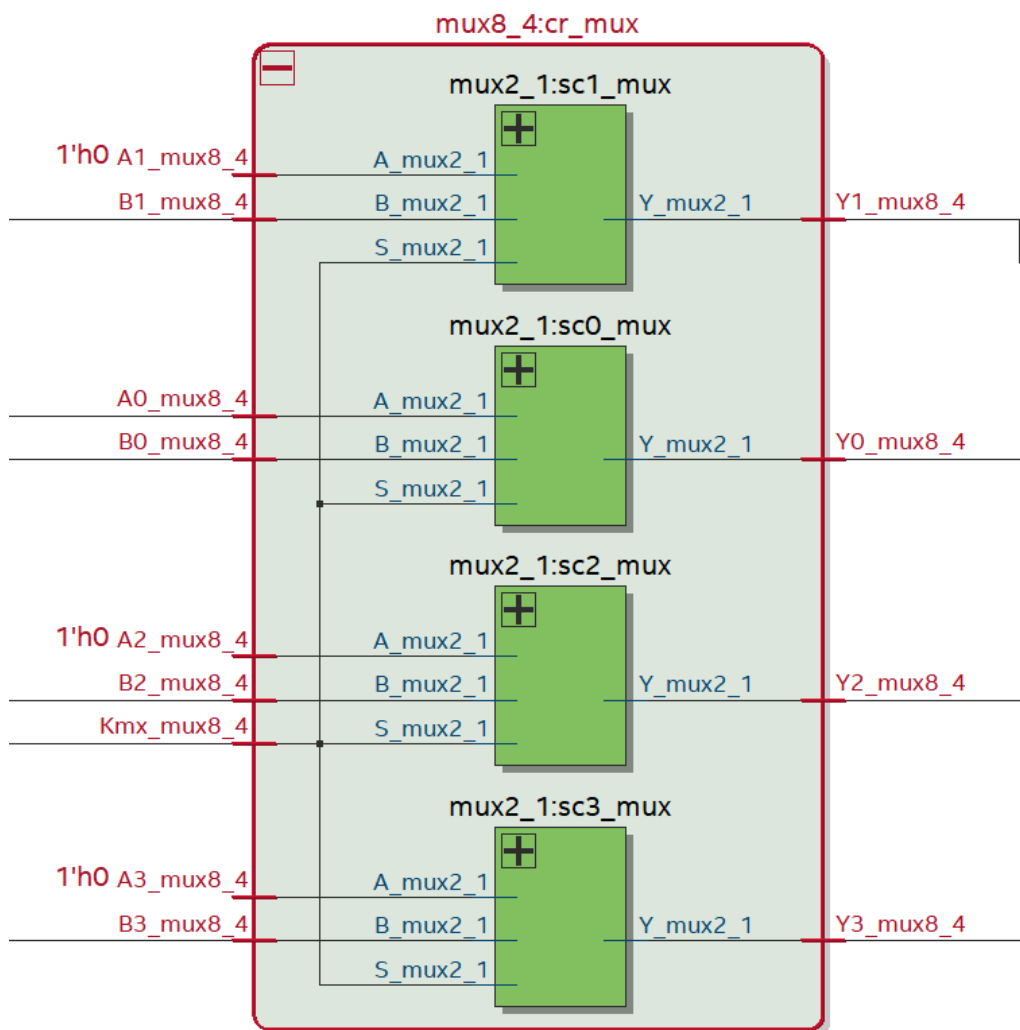 mux8_4:cr_mux
mux2_1:sc1_mux
1'h0 A1_mux8_4 A_mux2_1
B1_mux8_4 B_mux2_1 Y_mux2_1 Y1_mux8_4
S_mux2_1
mux2_1:sc0_mux
A0_mux8_4 A_mux2_1
B0_mux8_4 B_mux2_1 Y_mux2_1 Y0_mux8_4
S_mux2_1
mux2_1:sc2_mux
1'h0 A2_mux8_4 A_mux2_1
B2_mux8_4 B_mux2_1 Y_mux2_1 Y2_mux8_4
Kmx_mux8_4 S_mux2_1
mux2_1:sc3_mux
1'h0 A3_mux8_4 A_mux2_1
B3_mux8_4 B_mux2_1 Y_mux2_1 Y3_mux8_4
S_mux2_1